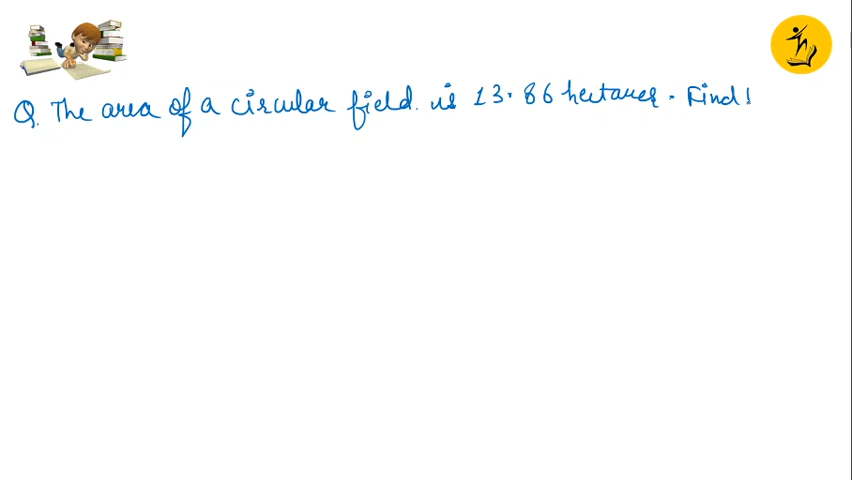 Q. The area of a circular field. is 13.86 hectares. Find